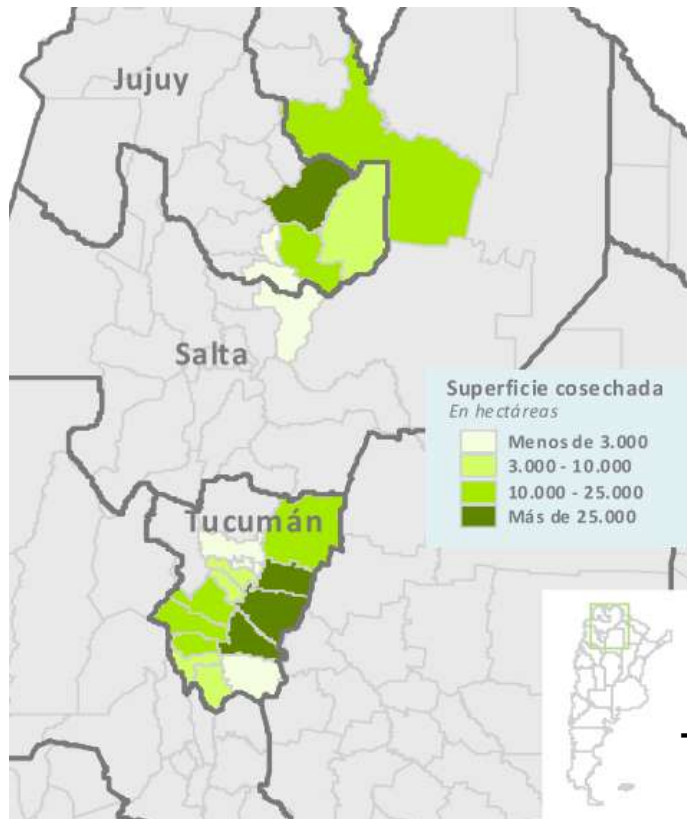 Jujuy
Salta
Superficie cosechada
En hectáreas
Menos de 3.000
3.000 - 10.000
10.000 - 25.000
Más de 25.000
Tucumán